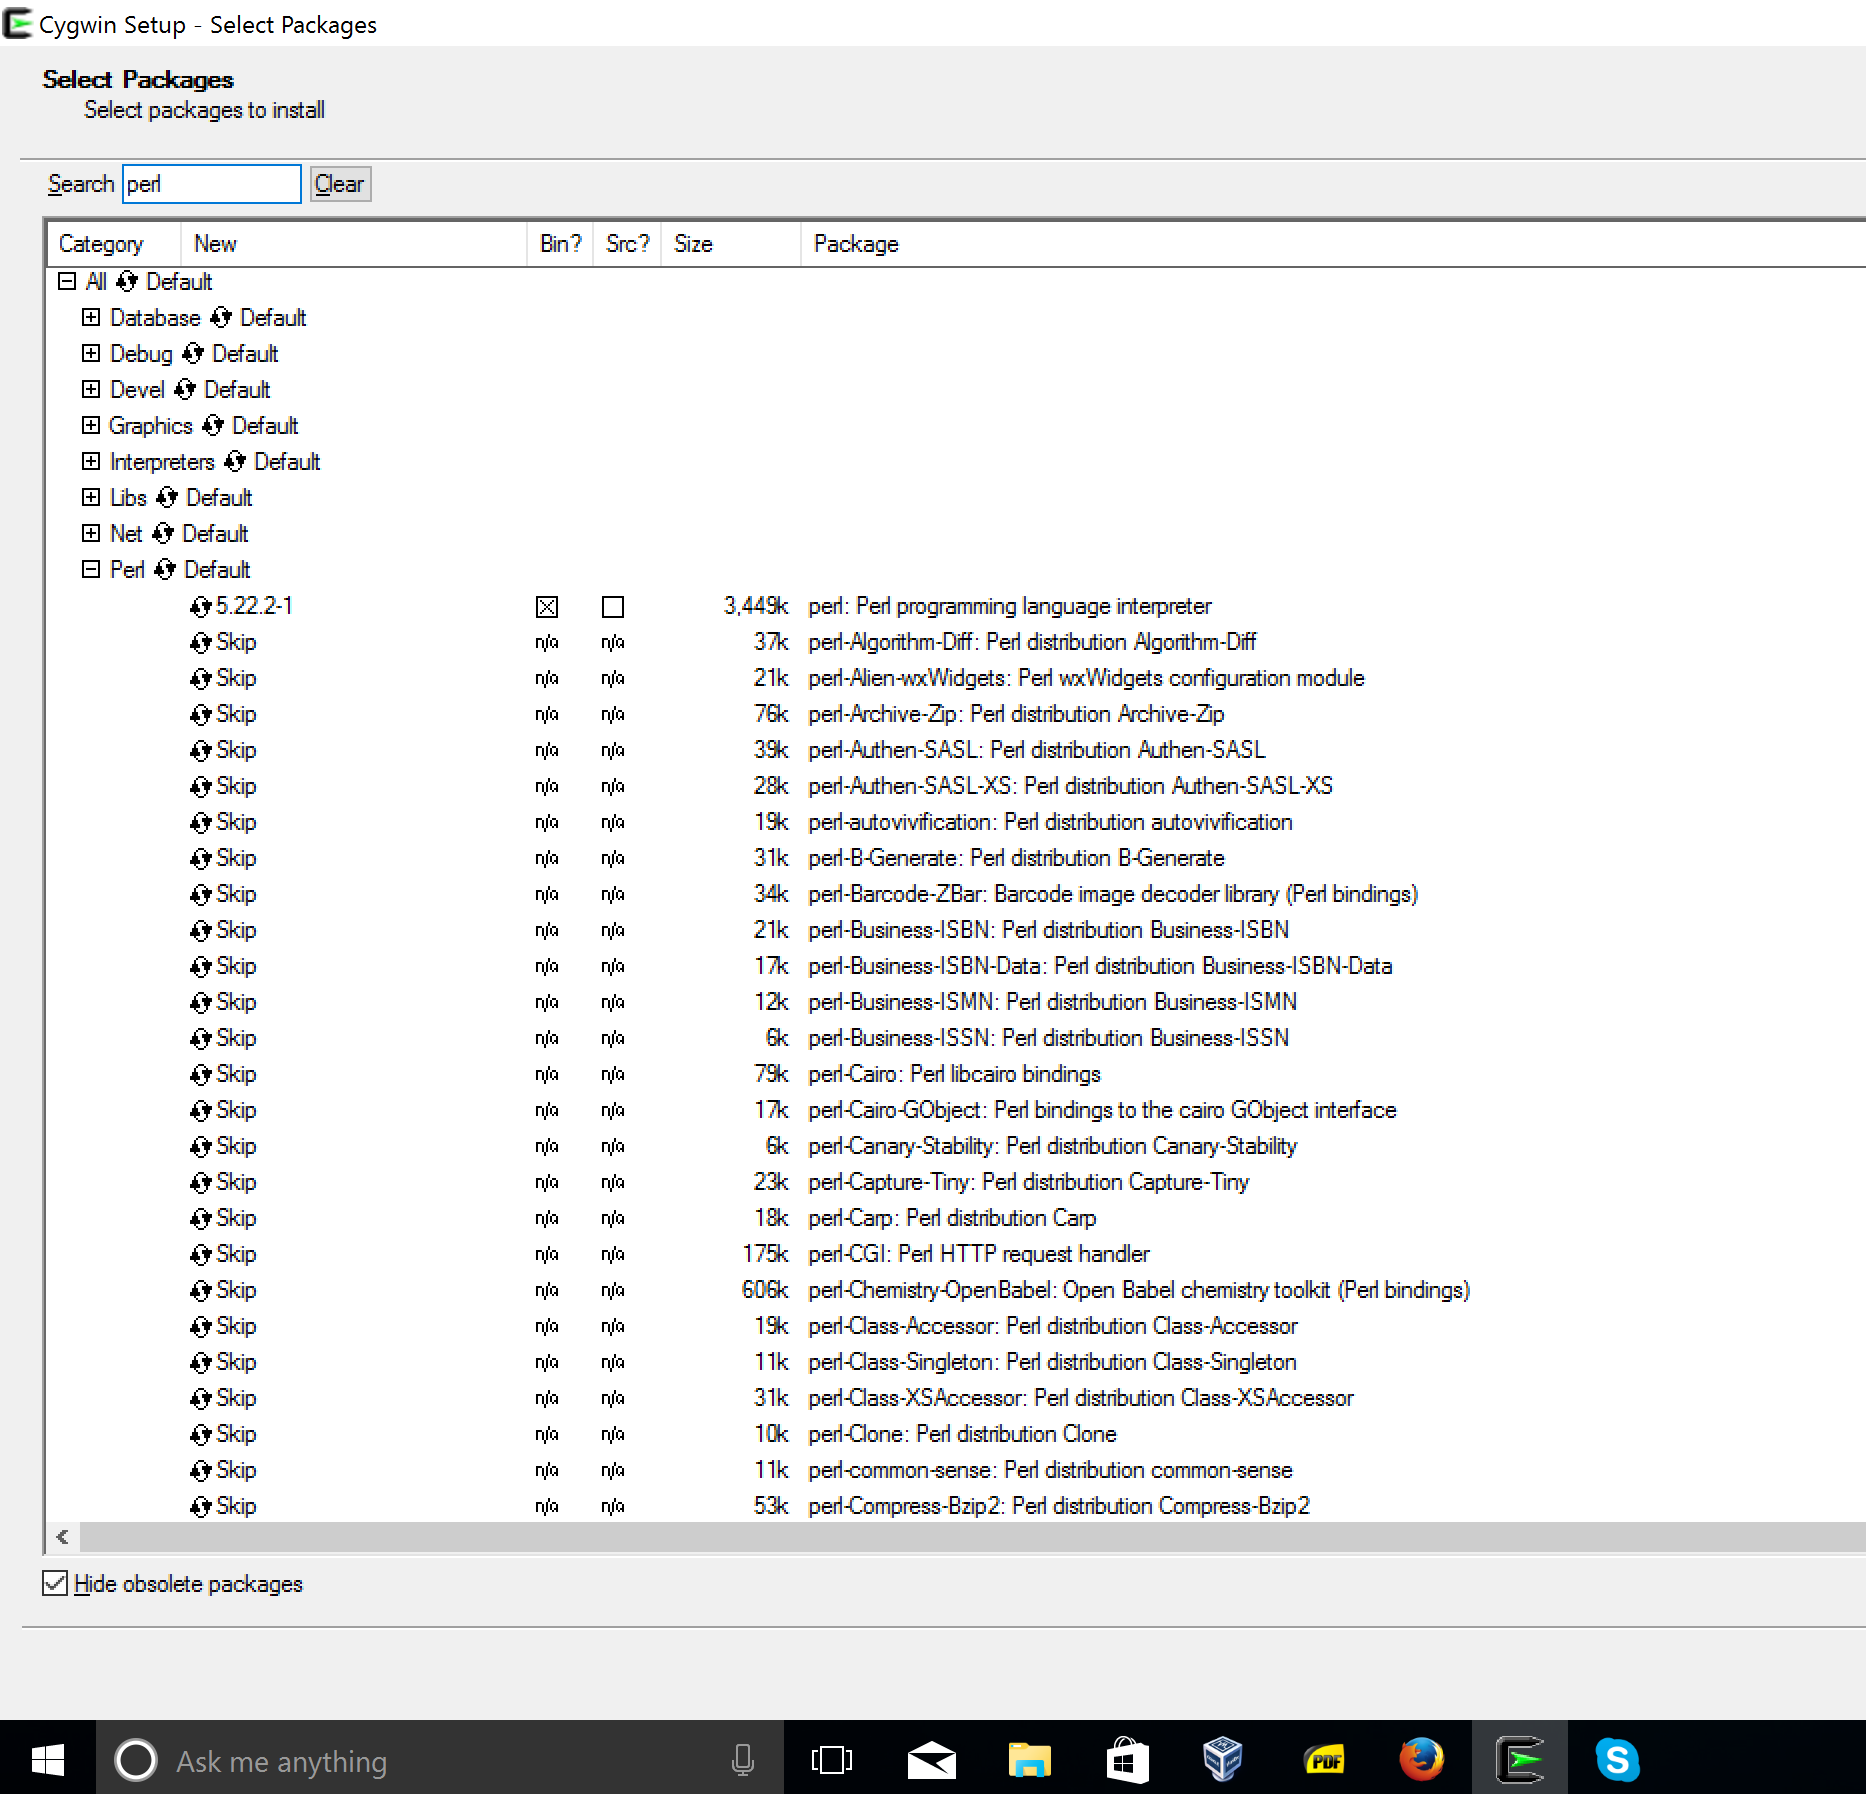 Cygwin Setup - Select Packages
Select Packages
Select packages to install
Search perl Clear
Category New Bin? Src? Size Package
All Default
Database Default
Debug Default
Devel Default
Graphics Default
Interpreters Default
Libs Default
Net Default
Perl Default
5.22.2-1 3,449k perl: Perl programming language interpreter
Skip n/a n/a 37k perl-Algorithm-Diff: Perl distribution Algorithm-Diff
Skip n/a n/a 21k perl-Alien-wxWidgets: Perl wxWidgets configuration module
Skip n/a n/a 76k perl-Archive-Zip: Perl distribution Archive-Zip
Skip n/a n/a 39k perl-Authen-SASL: Perl distribution Authen-SASL
Skip n/a n/a 28k perl-Authen-SASL-XS: Perl distribution Authen-SASL-XS
Skip n/a n/a 19k perl-autovivification: Perl distribution autovivification
Skip n/a n/a 31k perl-B-Generate: Perl distribution B-Generate
Skip n/a n/a 34k perl-Barcode-ZBar: Barcode image decoder library (Perl bindings)
Skip n/a n/a 21k perl-Business-ISBN: Perl distribution Business-ISBN
Skip n/a n/a 17k perl-Business-ISBN-Data: Perl distribution Business-ISBN-Data
Skip n/a n/a 12k perl-Business-ISMN: Perl distribution Business-ISMN
Skip n/a n/a 6k perl-Business-ISSN: Perl distribution Business-ISSN
Skip n/a n/a 79k perl-Cairo: Perl libcairo bindings
Skip n/a n/a 17k perl-Cairo-GObject: Perl bindings to the cairo GObject interface
Skip n/a n/a 6k perl-Canary-Stability: Perl distribution Canary-Stability
Skip n/a n/a 23k perl-Capture-Tiny: Perl distribution Capture-Tiny
Skip n/a n/a 18k perl-Carp: Perl distribution Carp
Skip n/a n/a 175k perl-CGI: Perl HTTP request handler
Skip n/a n/a 606k perl-Chemistry-OpenBabel: Open Babel chemistry toolkit (Perl bindings)
Skip n/a n/a 19k perl-Class-Accessor: Perl distribution Class-Accessor
Skip n/a n/a 11k perl-Class-Singleton: Perl distribution Class-Singleton
Skip n/a n/a 31k perl-Class-XSAccessor: Perl distribution Class-XSAccessor
Skip n/a n/a 10k perl-Clone: Perl distribution Clone
Skip n/a n/a 11k perl-common-sense: Perl distribution common-sense
Skip n/a n/a 53k perl-Compress-Bzip2: Perl distribution Compress-Bzip2
Hide obsolete packages
Ask me anything PDF S